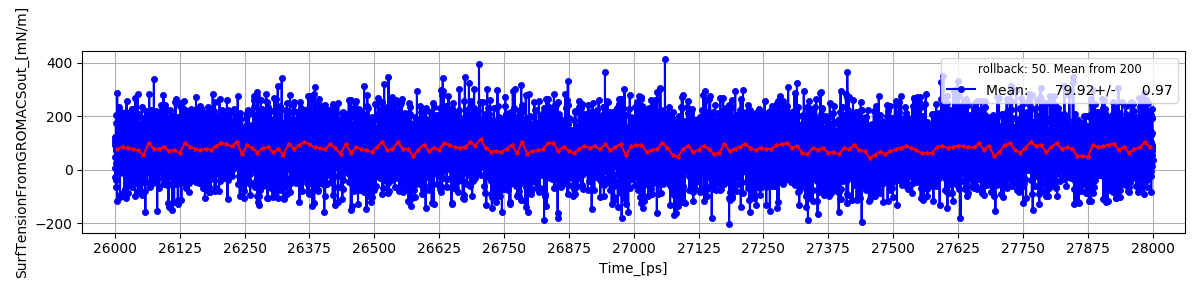 SurfTensionFromGROMACSout_[mN/m]
400
200
0
−200
rollback: 50. Mean from 200
Mean: 79.92+/- 0.97
26000 26125 26250 26375 26500 26625 26750 26875 27000 27125 27250 27375 27500 27625 27750 27875 28000
Time_[ps]